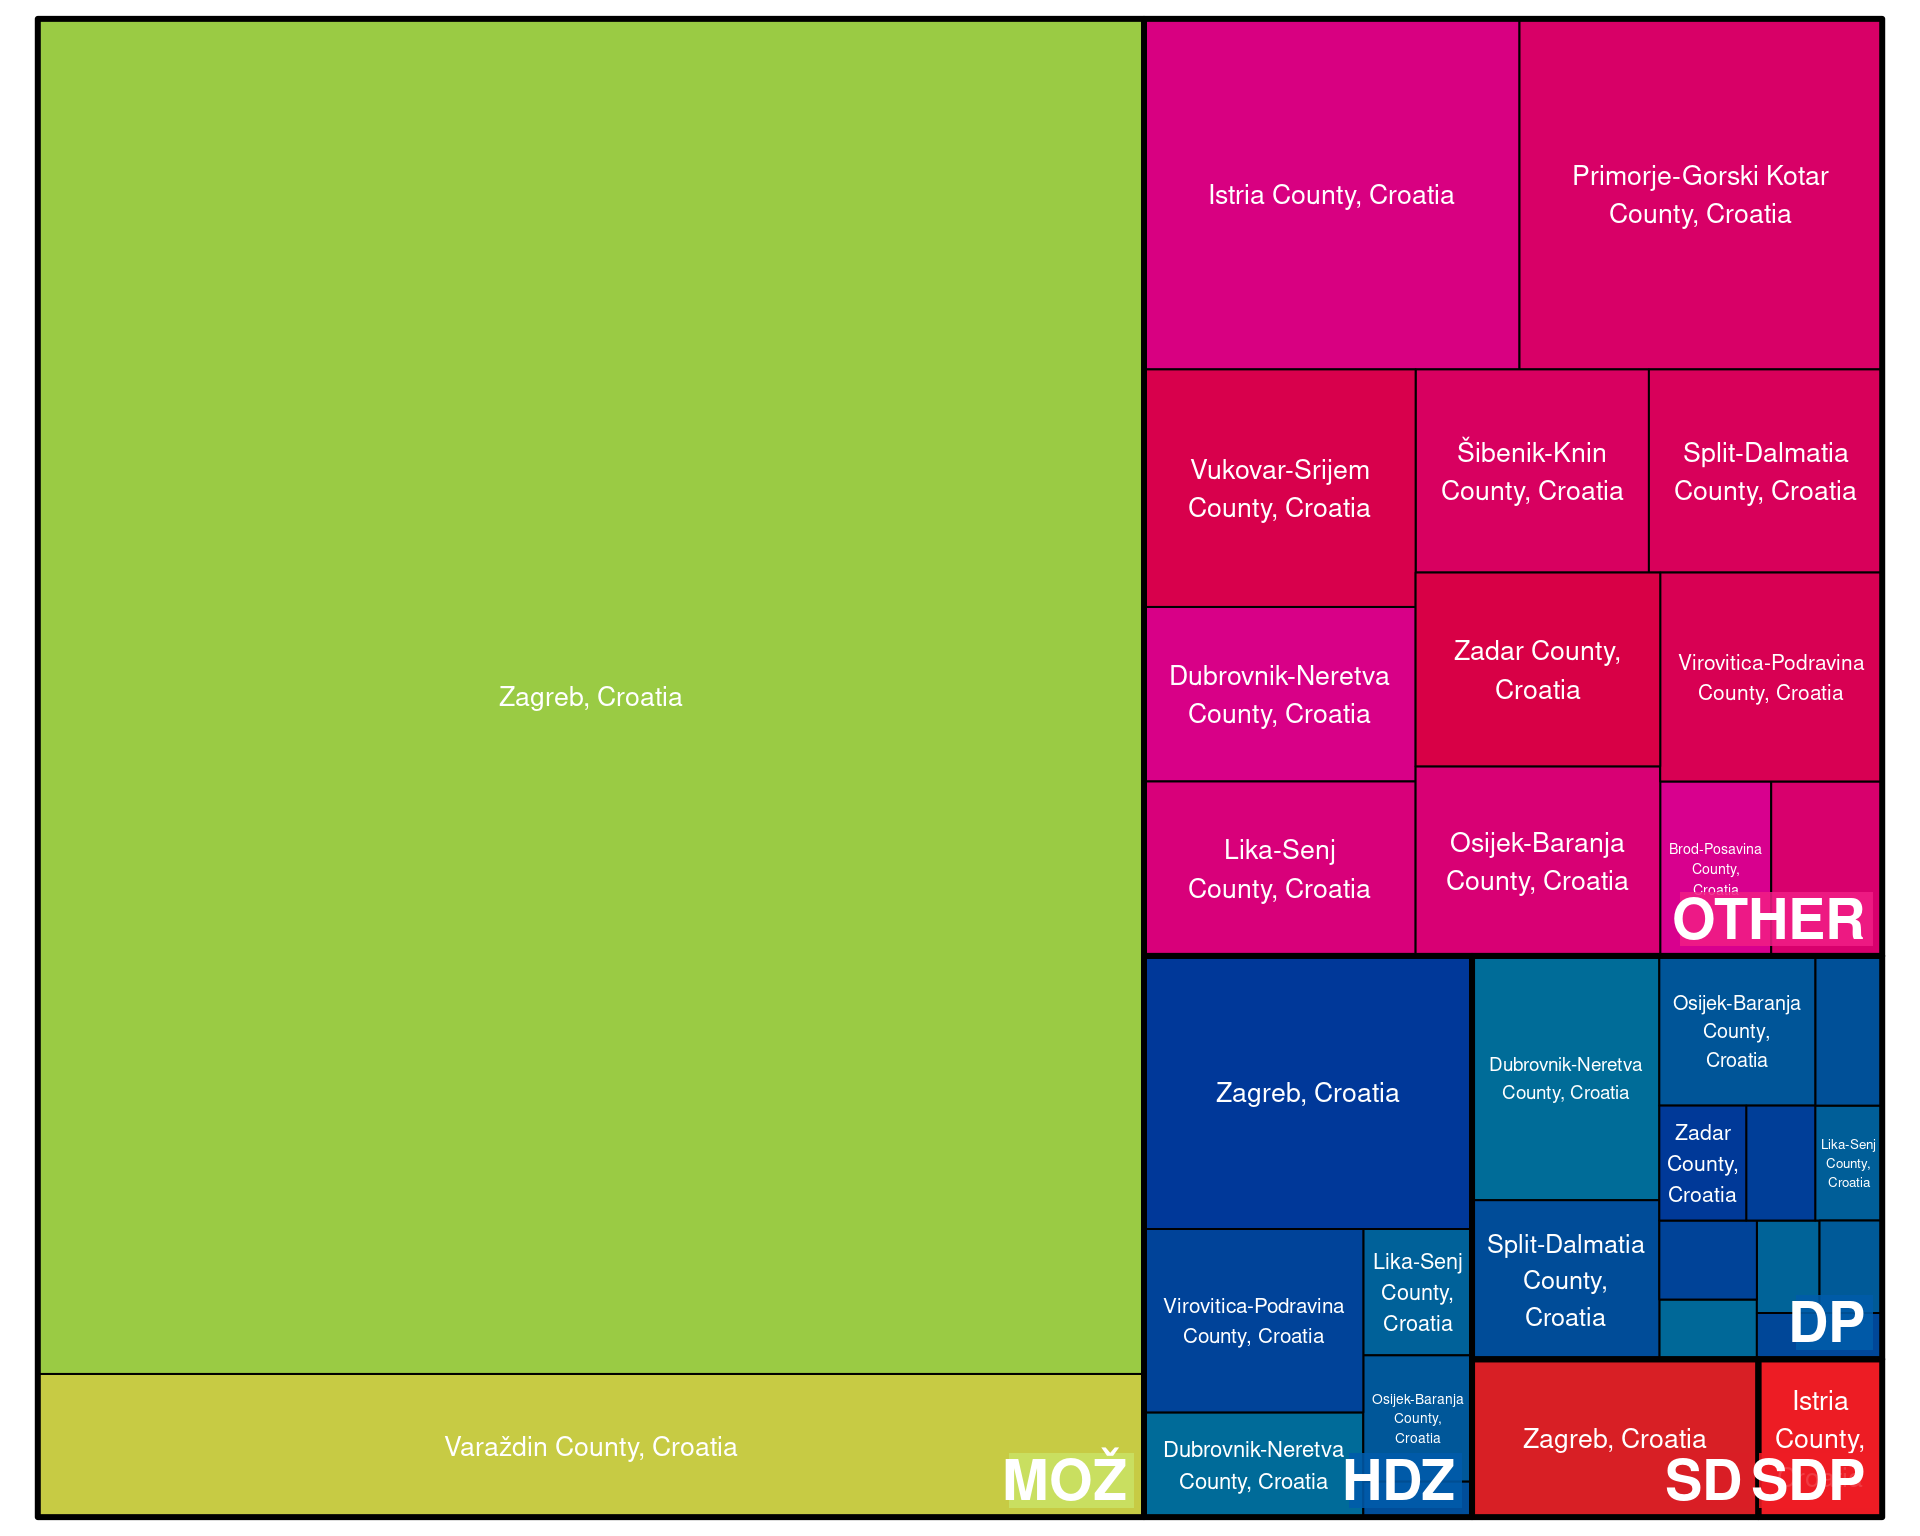 Zagreb, Croatia
Varaždin County, Croatia
MOŽ
Istria County, Croatia
Primorje-Gorski Kotar
County, Croatia
Vukovar-Srijem
County, Croatia
Šibenik-Knin
County, Croatia
Split-Dalmatia
County, Croatia
Dubrovnik-Neretva
County, Croatia
Zadar County,
Croatia
Virovitica-Podravina
County, Croatia
Lika-Senj
County, Croatia
Osijek-Baranja
County, Croatia
Brod-Posavina
County,
Croatia
OTHER
Zagreb, Croatia
Virovitica-Podravina
County, Croatia
Lika-Senj
County,
Croatia
Osijek-Baranja
County,
Croatia
Dubrovnik-Neretva
County, Croatia
HDZ
Dubrovnik-Neretva
County, Croatia
Osijek-Baranja
County,
Croatia
Zadar
County,
Croatia
Lika-Senj
County,
Croatia
Split-Dalmatia
County,
Croatia
DP
Zagreb, Croatia
SD
Istria
County,
SDP